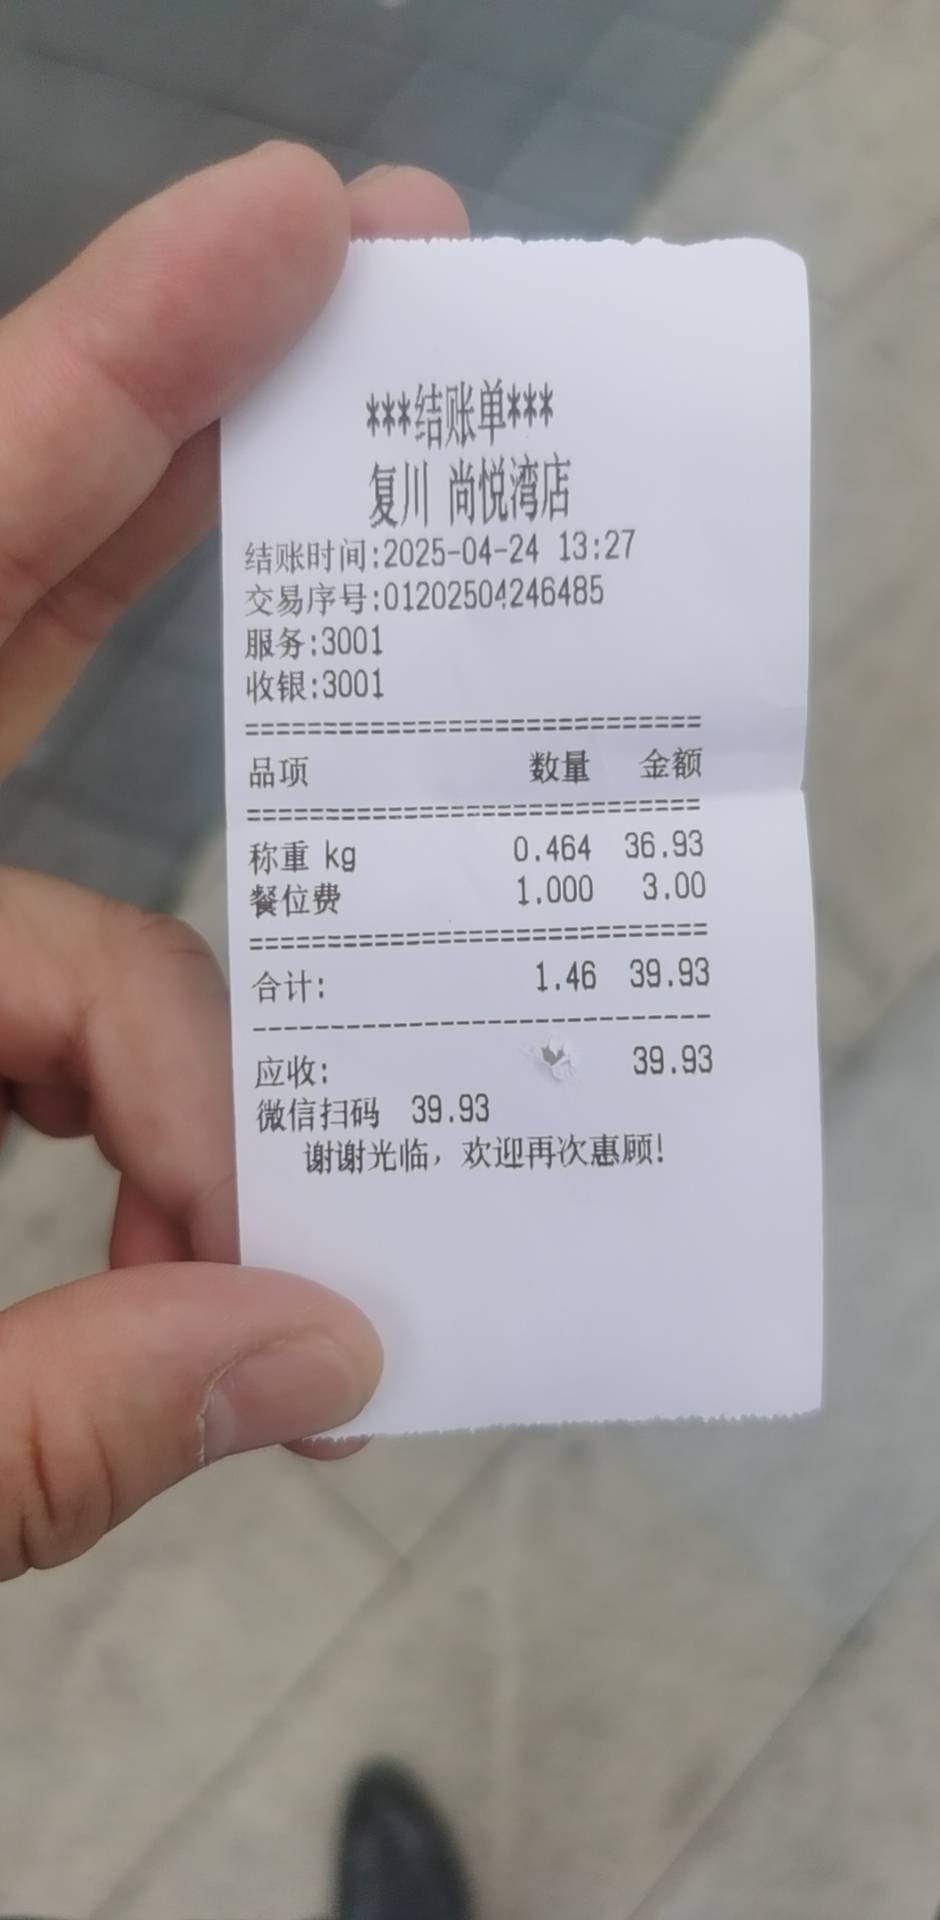 ***结账单***
复川 尚悦湾店
结账时间:2025-04-24 13:27
交易序号:01202504246485
服务:3001
收银:3001
=============================
品项 数量 金额
=============================
称重 kg 0.464 36.93
餐位费 1.000 3.00
=============================
合计: 1.46 39.93
-----------------------------
应收: 39.93
微信扫码 39.93
谢谢光临，欢迎再次惠顾!